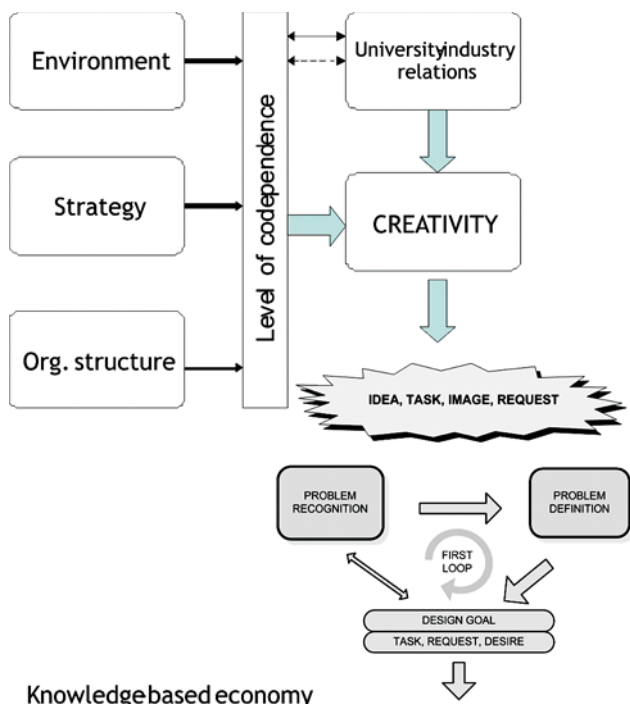 Environment
Strategy
Org. structure
Level of codependence
University-industry
relations
CREATIVITY
IDEA, TASK, IMAGE, REQUEST
PROBLEM
RECOGNITION
PROBLEM
DEFINITION
FIRST
LOOP
DESIGN GOAL
TASK, REQUEST, DESIRE
Knowledge based economy